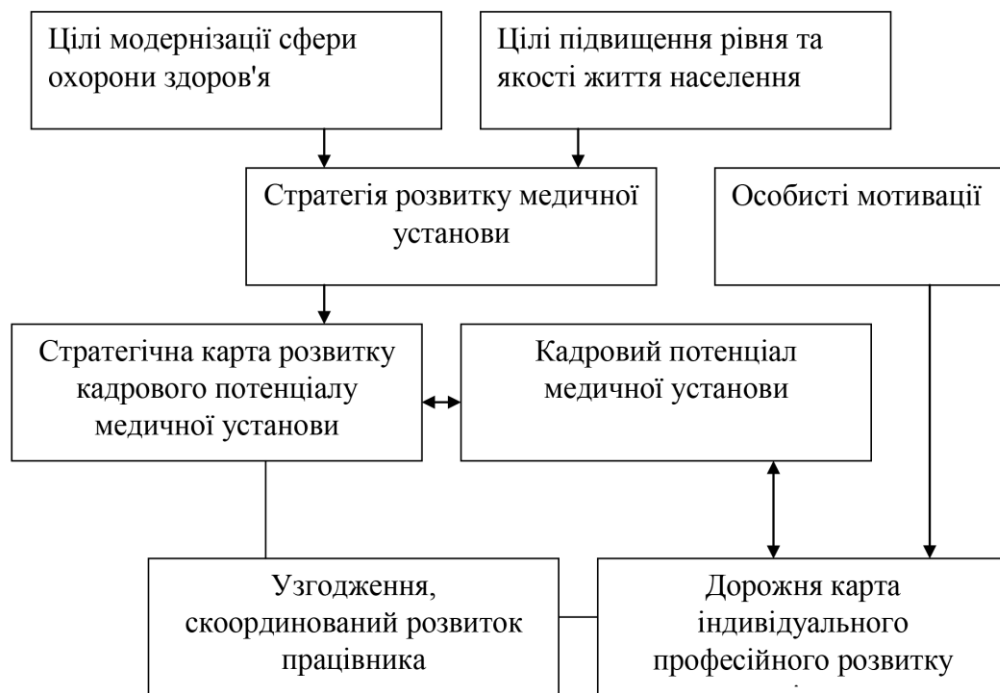 Цілі модернізації сфери
охорони здоров'я
Цілі підвищення рівня та
якості життя населення
Стратегія розвитку медичної
установи
Особисті мотивації
Стратегічна карта розвитку
кадрового потенціалу
медичної установи
Кадровий потенціал
медичної установи
Узгодження,
скоординований розвиток
працівника
Дорожня карта
індивідуального
професійного розвитку